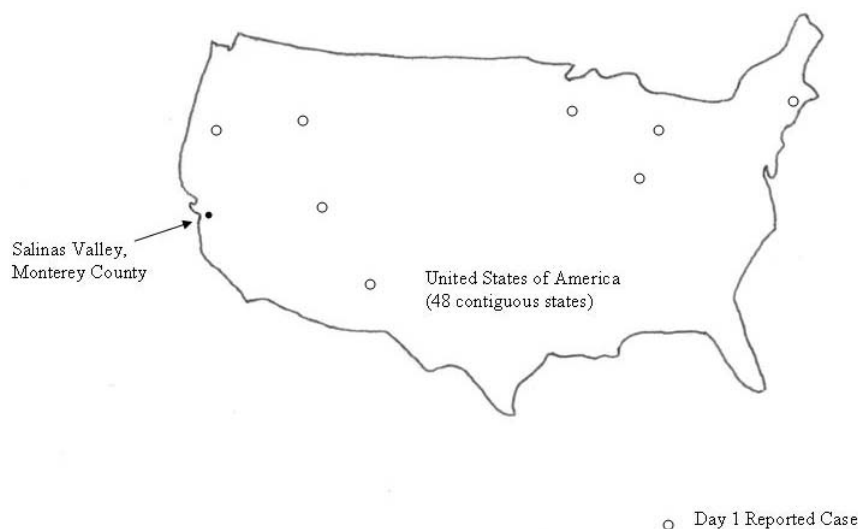 Salinas Valley,
Monterey County
United States of America
(48 contiguous states)
Day 1 Reported Case